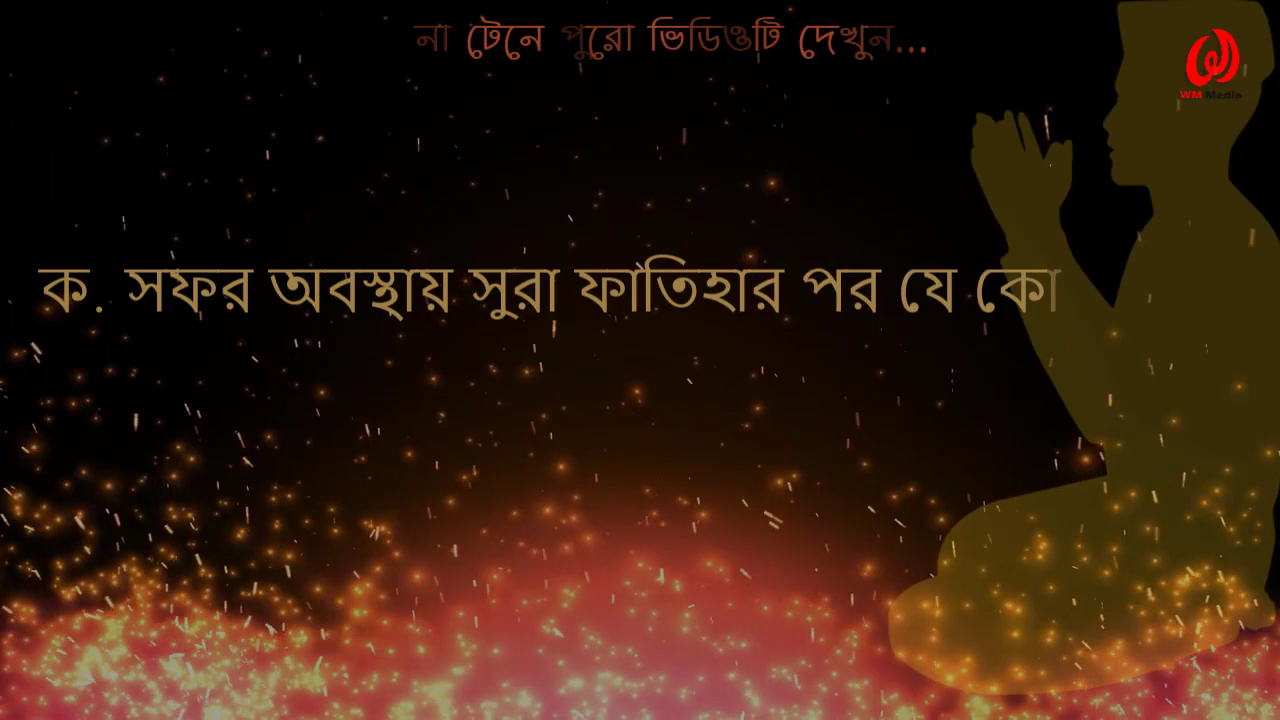 না টেনে পুরো ভিডিওটি দেখুন...
WM Media
ক. সফর অবস্থায় সুরা ফাতিহার পর যে কো